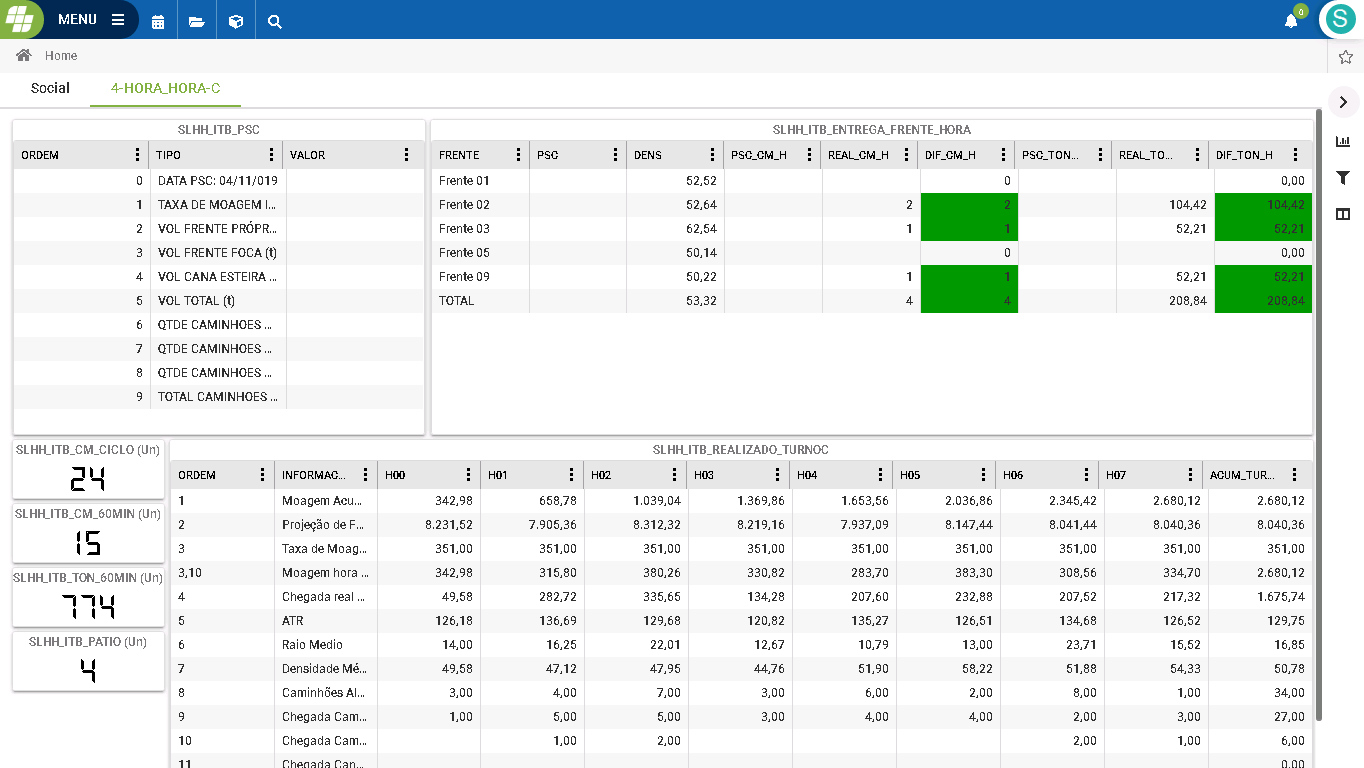 MENU
0
S
Home
Social 4-HORA_HORA-C
SLHH_ITB_PSC
ORDEM TIPO VALOR
0 DATA PSC: 04/11/019
1 TAXA DE MOAGEM I...
2 VOL FRENTE PRÓPR...
3 VOL FRENTE FOCA (t)
4 VOL CANA ESTEIRA ...
5 VOL TOTAL (t)
6 QTDE CAMINHOES ...
7 QTDE CAMINHOES ...
8 QTDE CAMINHOES ...
9 TOTAL CAMINHOES ...
SLHH_ITB_ENTREGA_FRENTE_HORA
FRENTE PSC DENS PSC_CM_H REAL_CM_H DIF_CM_H PSC_TON... REAL_TO... DIF_TON_H
Frente 01 52,52 0 0,00
Frente 02 52,64 2 2 104,42 104,42
Frente 03 62,54 1 1 52,21 52,21
Frente 05 50,14 0 0,00
Frente 09 50,22 1 1 52,21 52,21
TOTAL 53,32 4 4 208,84 208,84
SLHH_ITB_CM_CICLO (Un)
24
SLHH_ITB_CM_60MIN (Un)
15
SLHH_ITB_TON_60MIN (Un)
774
SLHH_ITB_PATIO (Un)
4
SLHH_ITB_REALIZADO_TURNOC
ORDEM INFORMAC... H00 H01 H02 H03 H04 H05 H06 H07 ACUM_TUR...
1 Moagem Acu... 342,98 658,78 1.039,04 1.369,86 1.653,56 2.036,86 2.345,42 2.680,12 2.680,12
2 Projeção de F... 8.231,52 7.905,36 8.312,32 8.219,16 7.937,09 8.147,44 8.041,44 8.040,36 8.040,36
3 Taxa de Moag... 351,00 351,00 351,00 351,00 351,00 351,00 351,00 351,00 351,00
3,10 Moagem hora ... 342,98 315,80 380,26 330,82 283,70 383,30 308,56 334,70 2.680,12
4 Chegada real ... 49,58 282,72 335,65 134,28 207,60 232,88 207,52 217,32 1.675,74
5 ATR 126,18 136,69 129,68 120,82 135,27 126,51 134,68 126,52 129,75
6 Raio Medio 14,00 16,25 22,01 12,67 10,79 13,00 23,71 15,52 16,85
7 Densidade Mé... 49,58 47,12 47,95 44,76 51,90 58,22 51,88 54,33 50,78
8 Caminhões Al... 3,00 4,00 7,00 3,00 6,00 2,00 8,00 1,00 34,00
9 Chegada Cam... 1,00 5,00 5,00 3,00 4,00 4,00 2,00 3,00 27,00
10 Chegada Cam... 1,00 2,00 2,00 1,00 6,00
11 Chegada Can... 0,00